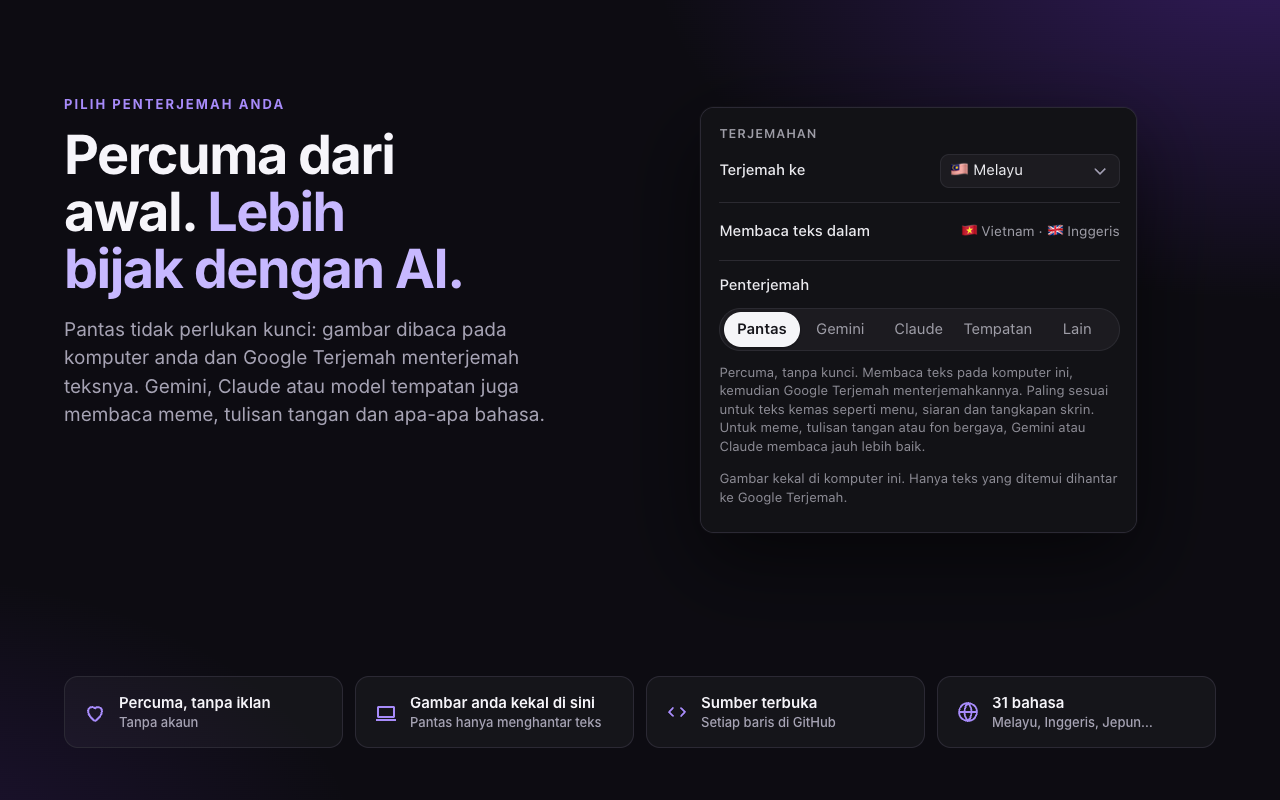 PILIH PENTERJEMAH ANDA
Percuma dari
awal. Lebih
bijak dengan AI.
Pantas tidak perlukan kunci: gambar dibaca pada
komputer anda dan Google Terjemah menterjemah
teksnya. Gemini, Claude atau model tempatan juga
membaca meme, tulisan tangan dan apa-apa bahasa.
TERJEMAHAN
Terjemah ke
🇲🇾 Melayu
Membaca teks dalam
🇻🇳 Vietnam · 🇬🇧 Inggeris
Penterjemah
Pantas Gemini Claude Tempatan Lain
Percuma, tanpa kunci. Membaca teks pada komputer ini,
kemudian Google Terjemah menterjemahkannya. Paling sesuai
untuk teks kemas seperti menu, siaran dan tangkapan skrin.
Untuk meme, tulisan tangan atau fon bergaya, Gemini atau
Claude membaca jauh lebih baik.
Gambar kekal di komputer ini. Hanya teks yang ditemui dihantar
ke Google Terjemah.
Percuma, tanpa iklan
Tanpa akaun
Gambar anda kekal di sini
Pantas hanya menghantar teks
Sumber terbuka
Setiap baris di GitHub
31 bahasa
Melayu, Inggeris, Jepun...